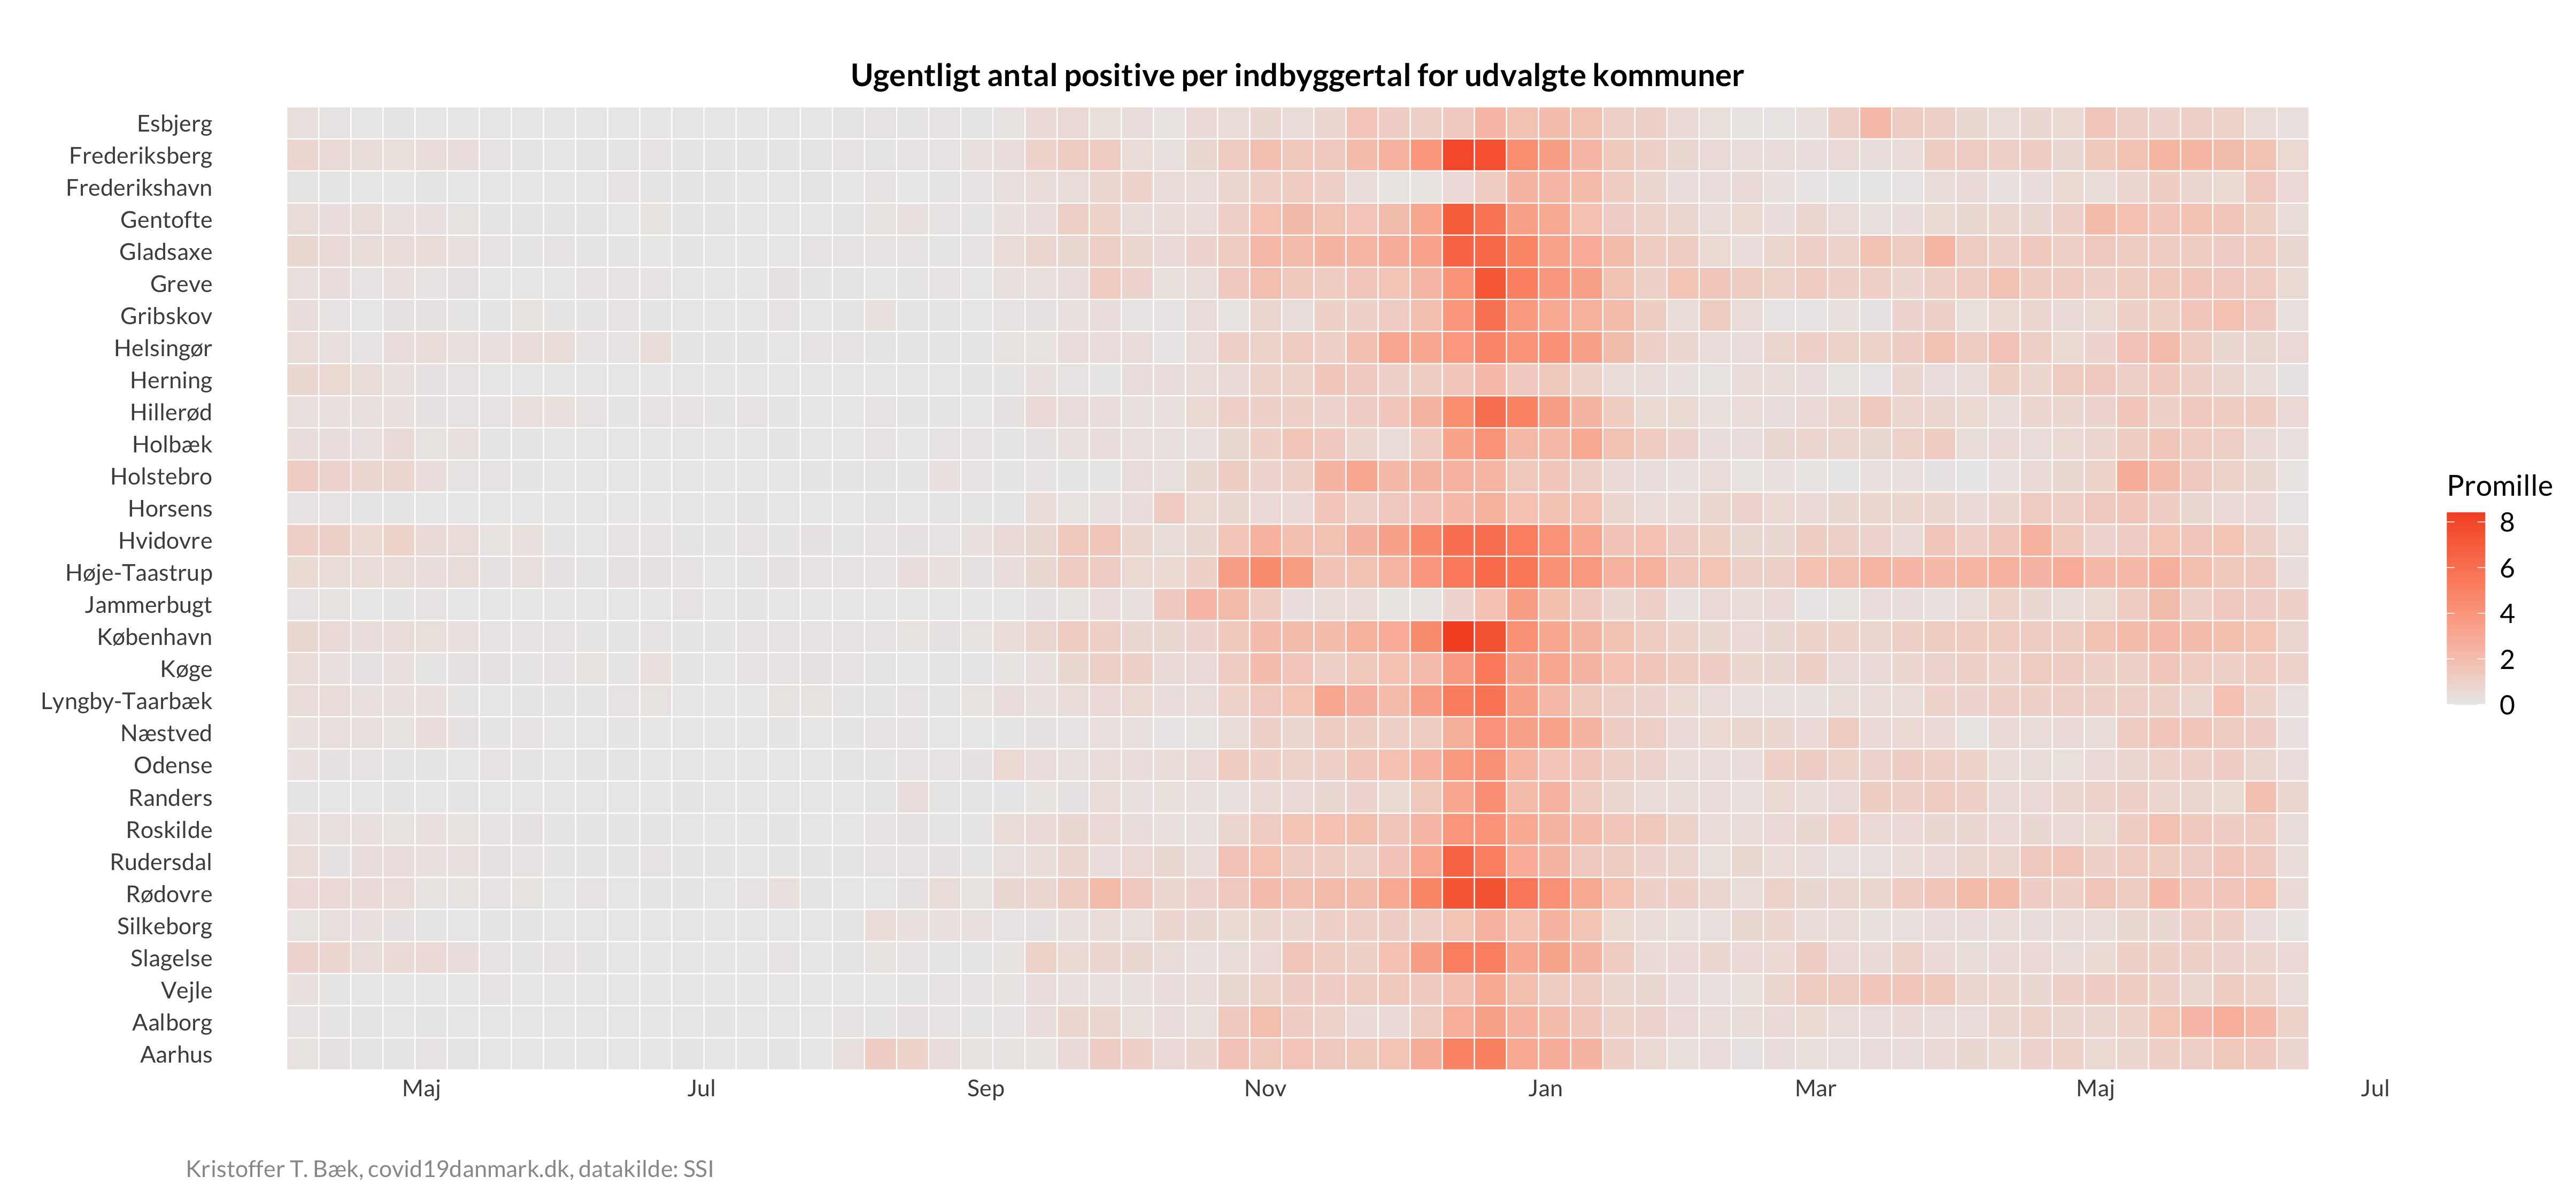 Ugentligt antal positive per indbyggertal for udvalgte kommuner
Esbjerg
Frederiksberg
Frederikshavn
Gentofte
Gladsaxe
Greve
Gribskov
Helsingør
Herning
Hillerød
Holbæk
Holstebro
Horsens
Hvidovre
Høje-Taastrup
Jammerbugt
København
Køge
Lyngby-Taarbæk
Næstved
Odense
Randers
Roskilde
Rudersdal
Rødovre
Silkeborg
Slagelse
Vejle
Aalborg
Aarhus
Maj Jul Sep Nov Jan Mar Maj Jul
Promille
8
6
4
2
0
Kristoffer T. Bæk, covid19danmark.dk, datakilde: SSI